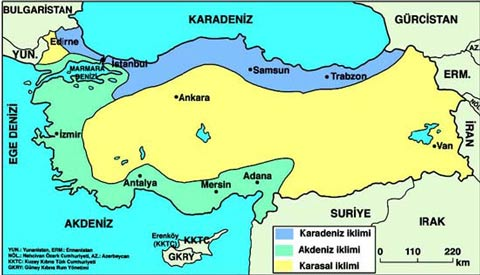 BULGARİSTAN
KARADENİZ
GÜRCİSTAN
YUN.
Edirne
İstanbul
MARMARA
DENİZİ
Samsun
Trabzon
AZ.
ERM.
NÖL.
Ankara
EGE DENİZİ
İzmir
Van
İRAN
Antalya
Mersin
Adana
AKDENİZ
SURİYE
IRAK
Erenköy
(KKTC)
KKTC
GKRY
YUN.: Yunanistan, ERM.: Ermenistan
NÖL.: Nahcivan Özerk Cumhuriyeti, AZ.: Azerbaycan
KKTC: Kuzey Kıbrıs Türk Cumhuriyeti
GKRY: Güney Kıbrıs Rum Yönetimi
Karadeniz iklimi
Akdeniz iklimi
Karasal iklimi
0 110 220
km